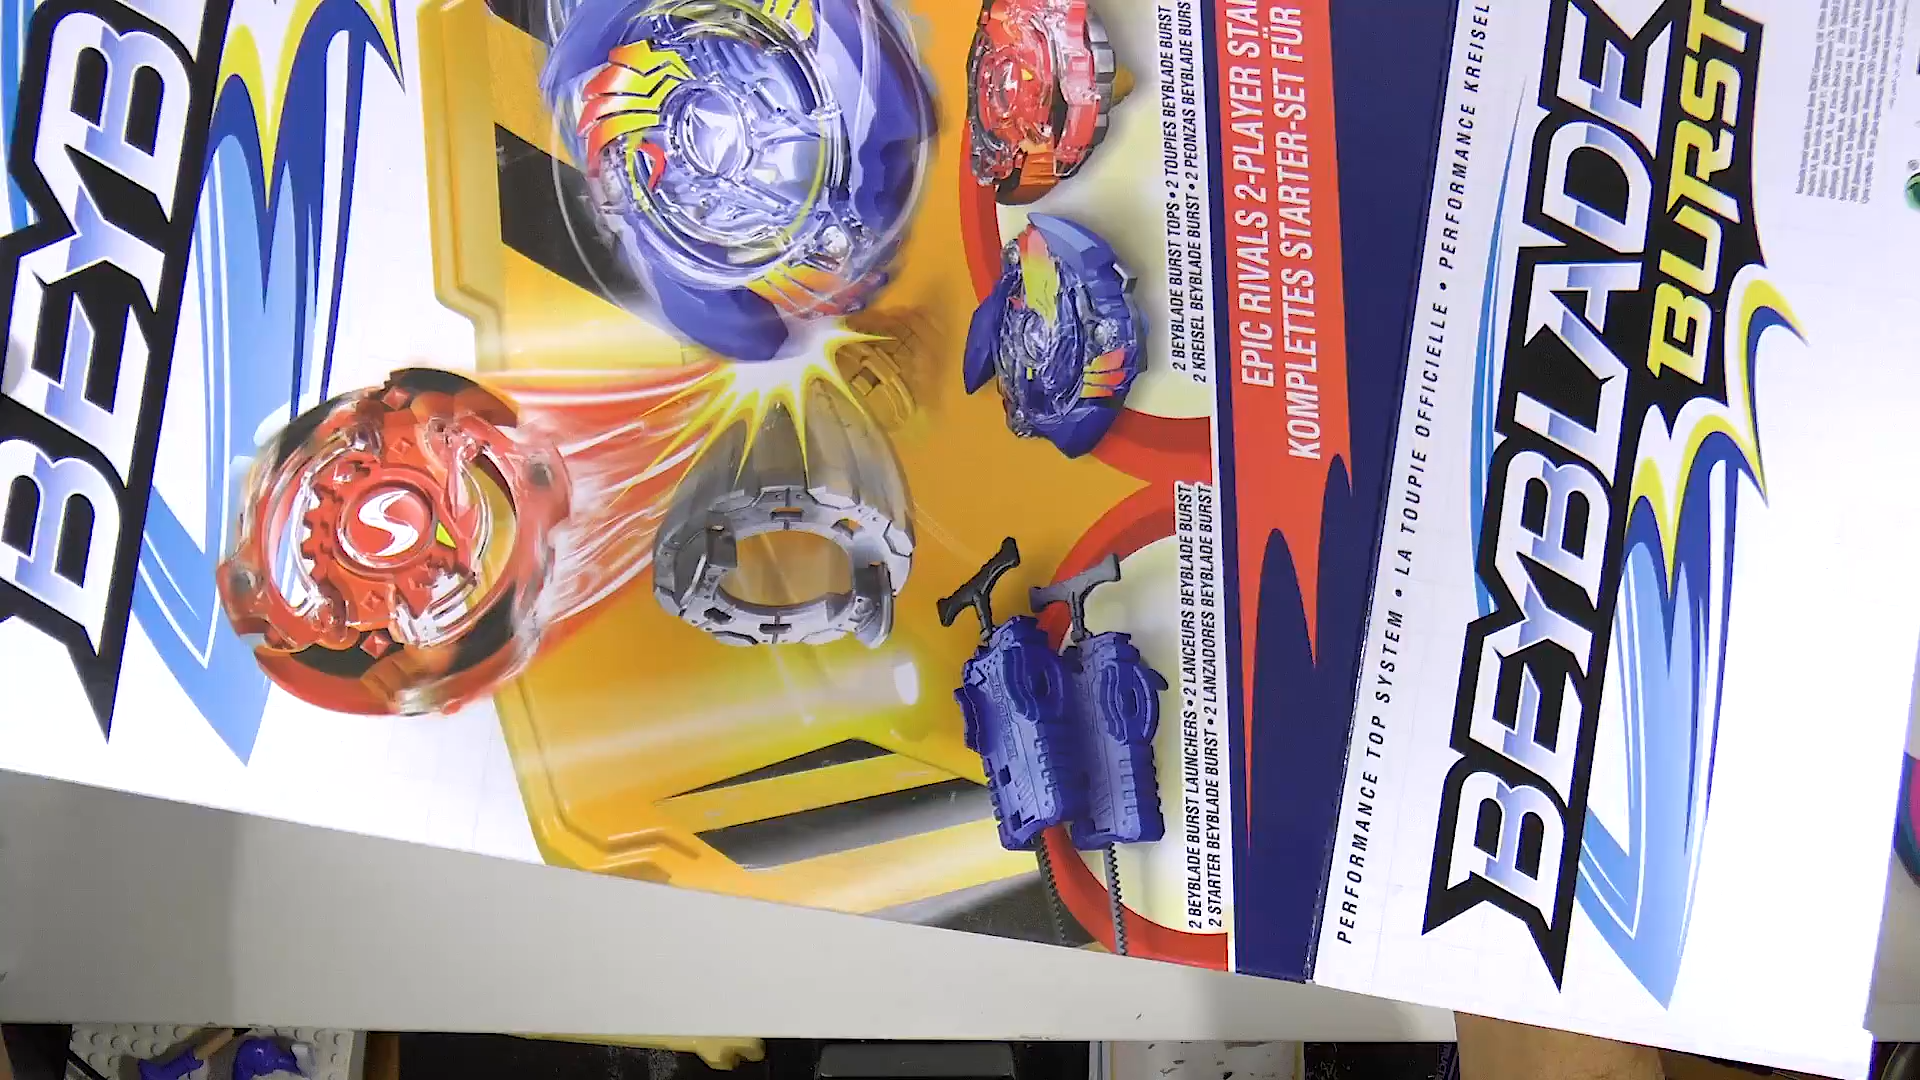 BEYB
2 BEYBLADE BURST TOPS • 2 TOUPIES BEYBLADE BURST
2 KREISEL BEYBLADE BURST • 2 PEONZAS BEYBLADE BURS
2 BEYBLADE BURST LAUNCHERS • 2 LANCEURS BEYBLADE BURST
2 STARTER BEYBLADE BURST • 2 LANZADORES BEYBLADE BURST
EPIC RIVALS 2-PLAYER STAR
KOMPLETTES STARTER-SET FÜR
PERFORMANCE TOP SYSTEM • LA TOUPIE OFFICIELLE • PERFORMANCE KREISEL
BEYBLADE
BURST